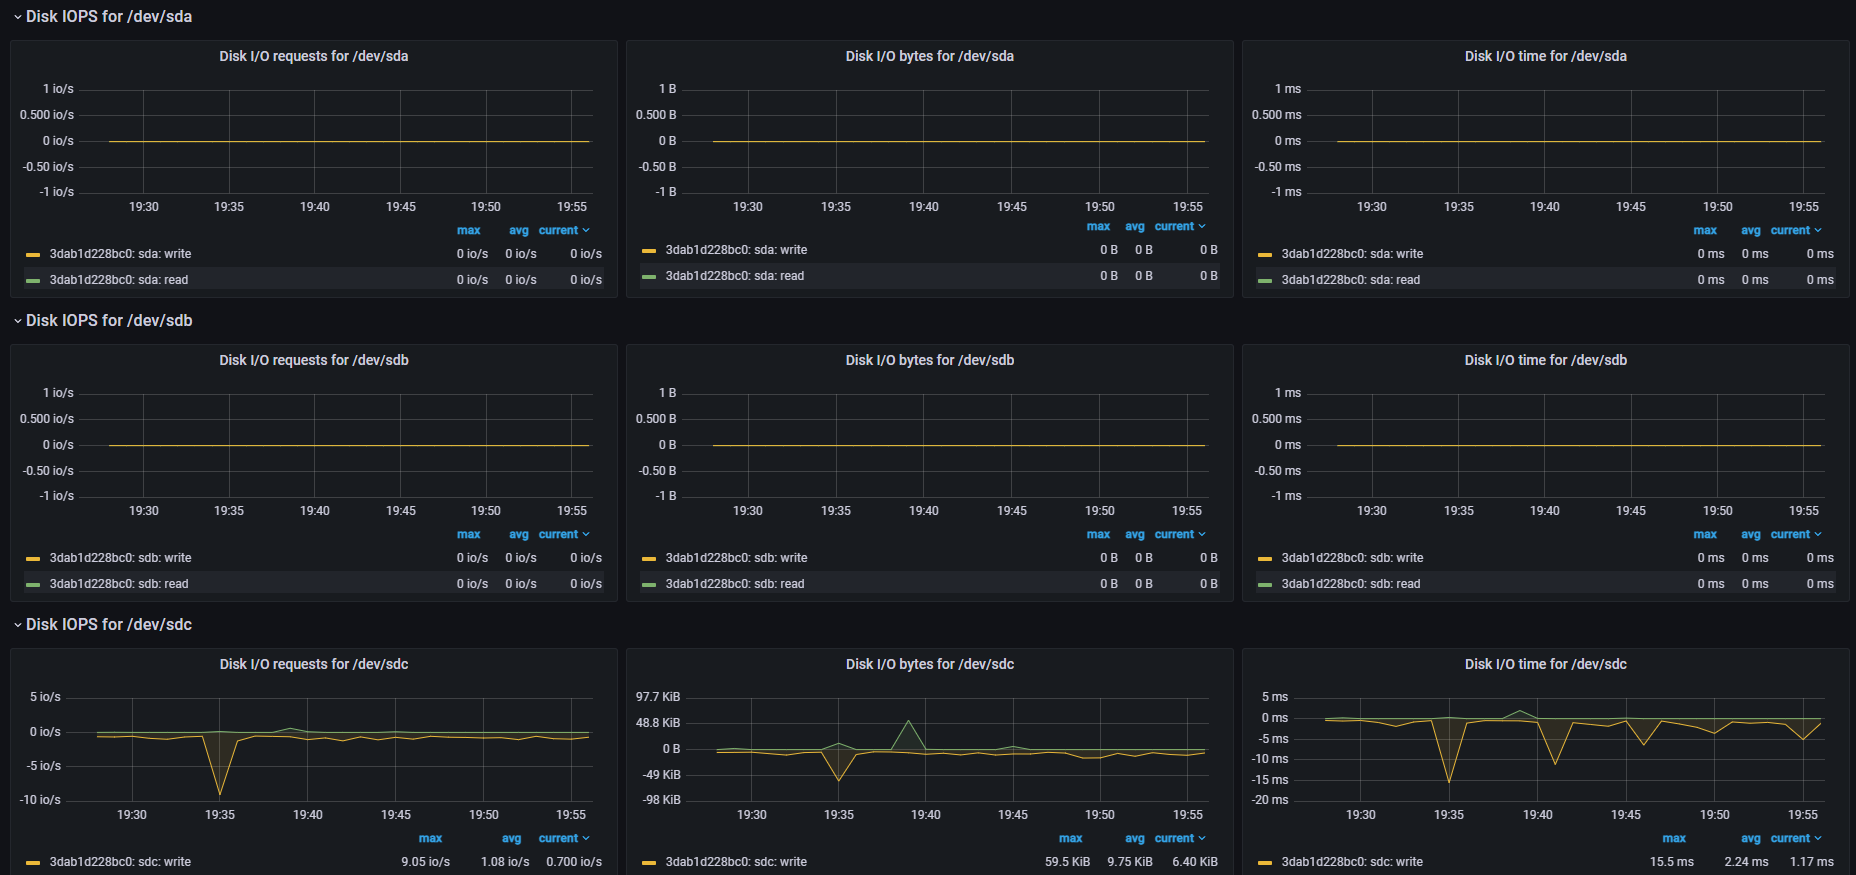 Disk IOPS for /dev/sda
Disk I/O requests for /dev/sda
1 io/s
0.500 io/s
0 io/s
-0.50 io/s
-1 io/s
19:30 19:35 19:40 19:45 19:50 19:55
max avg current
3dab1d228bc0: sda: write 0 io/s 0 io/s 0 io/s
3dab1d228bc0: sda: read 0 io/s 0 io/s 0 io/s
Disk I/O bytes for /dev/sda
1 B
0.500 B
0 B
-0.50 B
-1 B
19:30 19:35 19:40 19:45 19:50 19:55
max avg current
3dab1d228bc0: sda: write 0 B 0 B 0 B
3dab1d228bc0: sda: read 0 B 0 B 0 B
Disk I/O time for /dev/sda
1 ms
0.500 ms
0 ms
-0.50 ms
-1 ms
19:30 19:35 19:40 19:45 19:50 19:55
max avg current
3dab1d228bc0: sda: write 0 ms 0 ms 0 ms
3dab1d228bc0: sda: read 0 ms 0 ms 0 ms
Disk IOPS for /dev/sdb
Disk I/O requests for /dev/sdb
1 io/s
0.500 io/s
0 io/s
-0.50 io/s
-1 io/s
19:30 19:35 19:40 19:45 19:50 19:55
max avg current
3dab1d228bc0: sdb: write 0 io/s 0 io/s 0 io/s
3dab1d228bc0: sdb: read 0 io/s 0 io/s 0 io/s
Disk I/O bytes for /dev/sdb
1 B
0.500 B
0 B
-0.50 B
-1 B
19:30 19:35 19:40 19:45 19:50 19:55
max avg current
3dab1d228bc0: sdb: write 0 B 0 B 0 B
3dab1d228bc0: sdb: read 0 B 0 B 0 B
Disk I/O time for /dev/sdb
1 ms
0.500 ms
0 ms
-0.50 ms
-1 ms
19:30 19:35 19:40 19:45 19:50 19:55
max avg current
3dab1d228bc0: sdb: write 0 ms 0 ms 0 ms
3dab1d228bc0: sdb: read 0 ms 0 ms 0 ms
Disk IOPS for /dev/sdc
Disk I/O requests for /dev/sdc
5 io/s
0 io/s
-5 io/s
-10 io/s
19:30 19:35 19:40 19:45 19:50 19:55
max avg current
3dab1d228bc0: sdc: write 9.05 io/s 1.08 io/s 0.700 io/s
Disk I/O bytes for /dev/sdc
97.7 KiB
48.8 KiB
0 B
-49 KiB
-98 KiB
19:30 19:35 19:40 19:45 19:50 19:55
max avg current
3dab1d228bc0: sdc: write 59.5 KiB 9.75 KiB 6.40 KiB
Disk I/O time for /dev/sdc
5 ms
0 ms
-5 ms
-10 ms
-15 ms
-20 ms
19:30 19:35 19:40 19:45 19:50 19:55
max avg current
3dab1d228bc0: sdc: write 15.5 ms 2.24 ms 1.17 ms